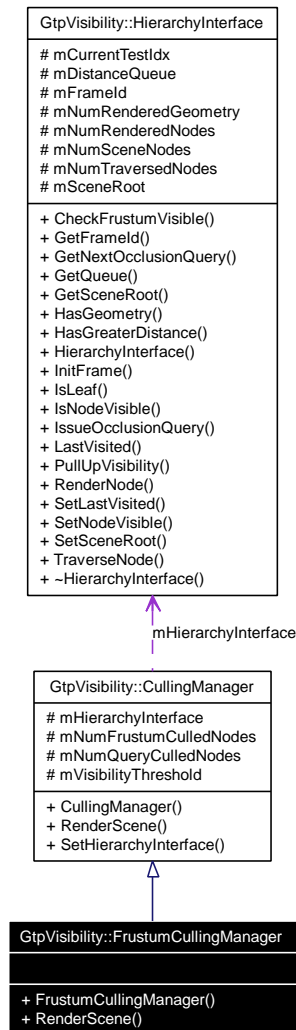 GtpVisibility::HierarchyInterface
# mCurrentTestIdx
# mDistanceQueue
# mFrameId
# mNumRenderedGeometry
# mNumRenderedNodes
# mNumSceneNodes
# mNumTraversedNodes
# mSceneRoot
+ CheckFrustumVisible()
+ GetFrameId()
+ GetNextOcclusionQuery()
+ GetQueue()
+ GetSceneRoot()
+ HasGeometry()
+ HasGreaterDistance()
+ HierarchyInterface()
+ InitFrame()
+ IsLeaf()
+ IsNodeVisible()
+ IssueOcclusionQuery()
+ LastVisited()
+ PullUpVisibility()
+ RenderNode()
+ SetLastVisited()
+ SetNodeVisible()
+ SetSceneRoot()
+ TraverseNode()
+ ~HierarchyInterface()
mHierarchyInterface
GtpVisibility::CullingManager
# mHierarchyInterface
# mNumFrustumCulledNodes
# mNumQueryCulledNodes
# mVisibilityThreshold
+ CullingManager()
+ RenderScene()
+ SetHierarchyInterface()
GtpVisibility::FrustumCullingManager
+ FrustumCullingManager()
+ RenderScene()